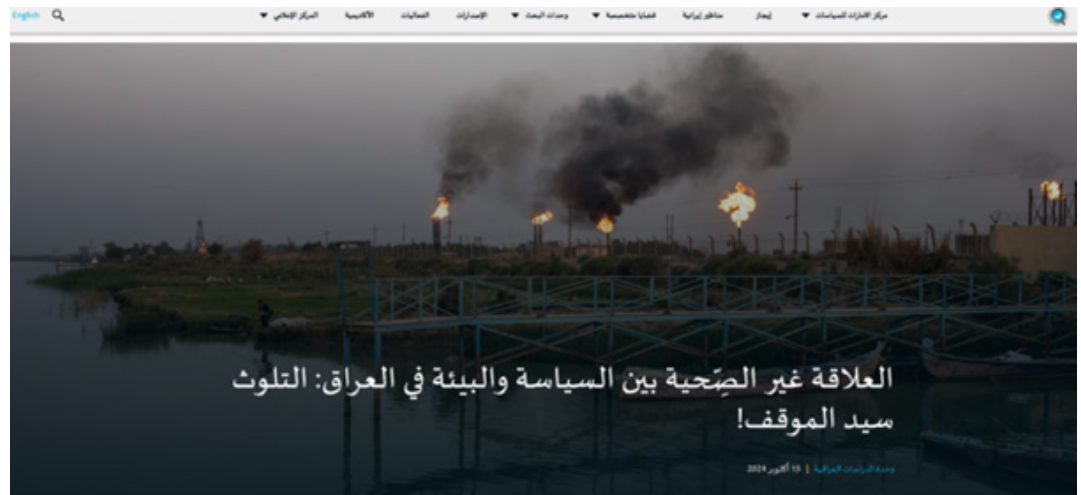 مركز الامارات للسياسات إيجاز مناظير إيرانية قضايا متخصصة وحدات البحث الإصدارات الفعاليات الأكاديمية المركز الإعلامي English
العلاقة غير الصِّحية بين السياسة والبيئة في العراق: التلوث
سيد الموقف!
وحدة الدراسات العراقية | 15 أكتوبر 2024